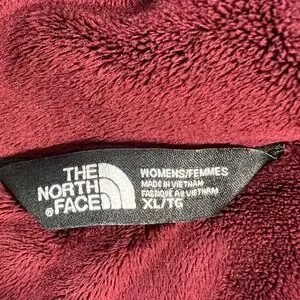 THE
NORTH
®FACE
WOMENS/FEMMES
MADE IN VIETNAM
FABRIQUÉ AU VIETNAM
XL/TG